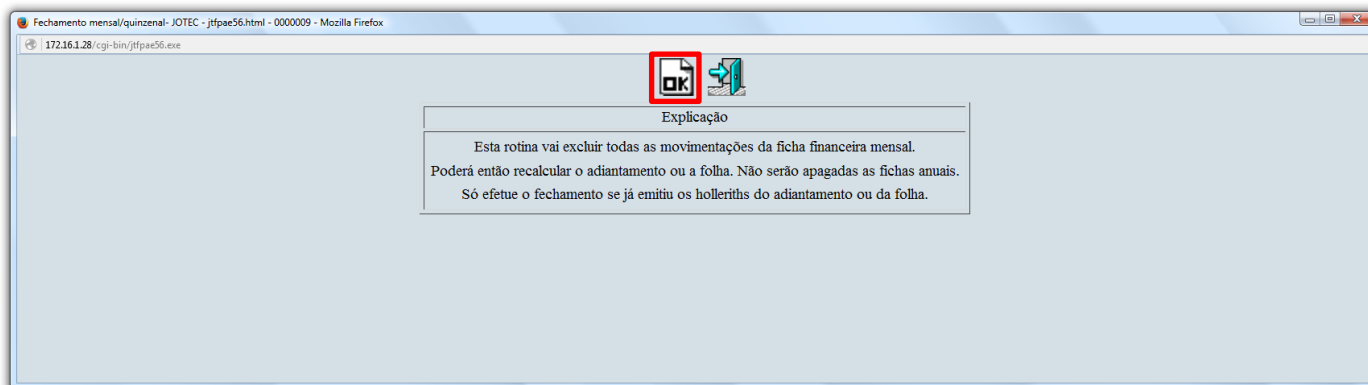 Fechamento mensal/quinzenal- JOTEC - jtfpae56.html - 0000009 - Mozilla Firefox
172.16.1.28/cgi-bin/jtfpae56.exe
OK
Explicação
Esta rotina vai excluir todas as movimentações da ficha financeira mensal.
Poderá então recalcular o adiantamento ou a folha. Não serão apagadas as fichas anuais.
Só efetue o fechamento se já emitiu os holleriths do adiantamento ou da folha.